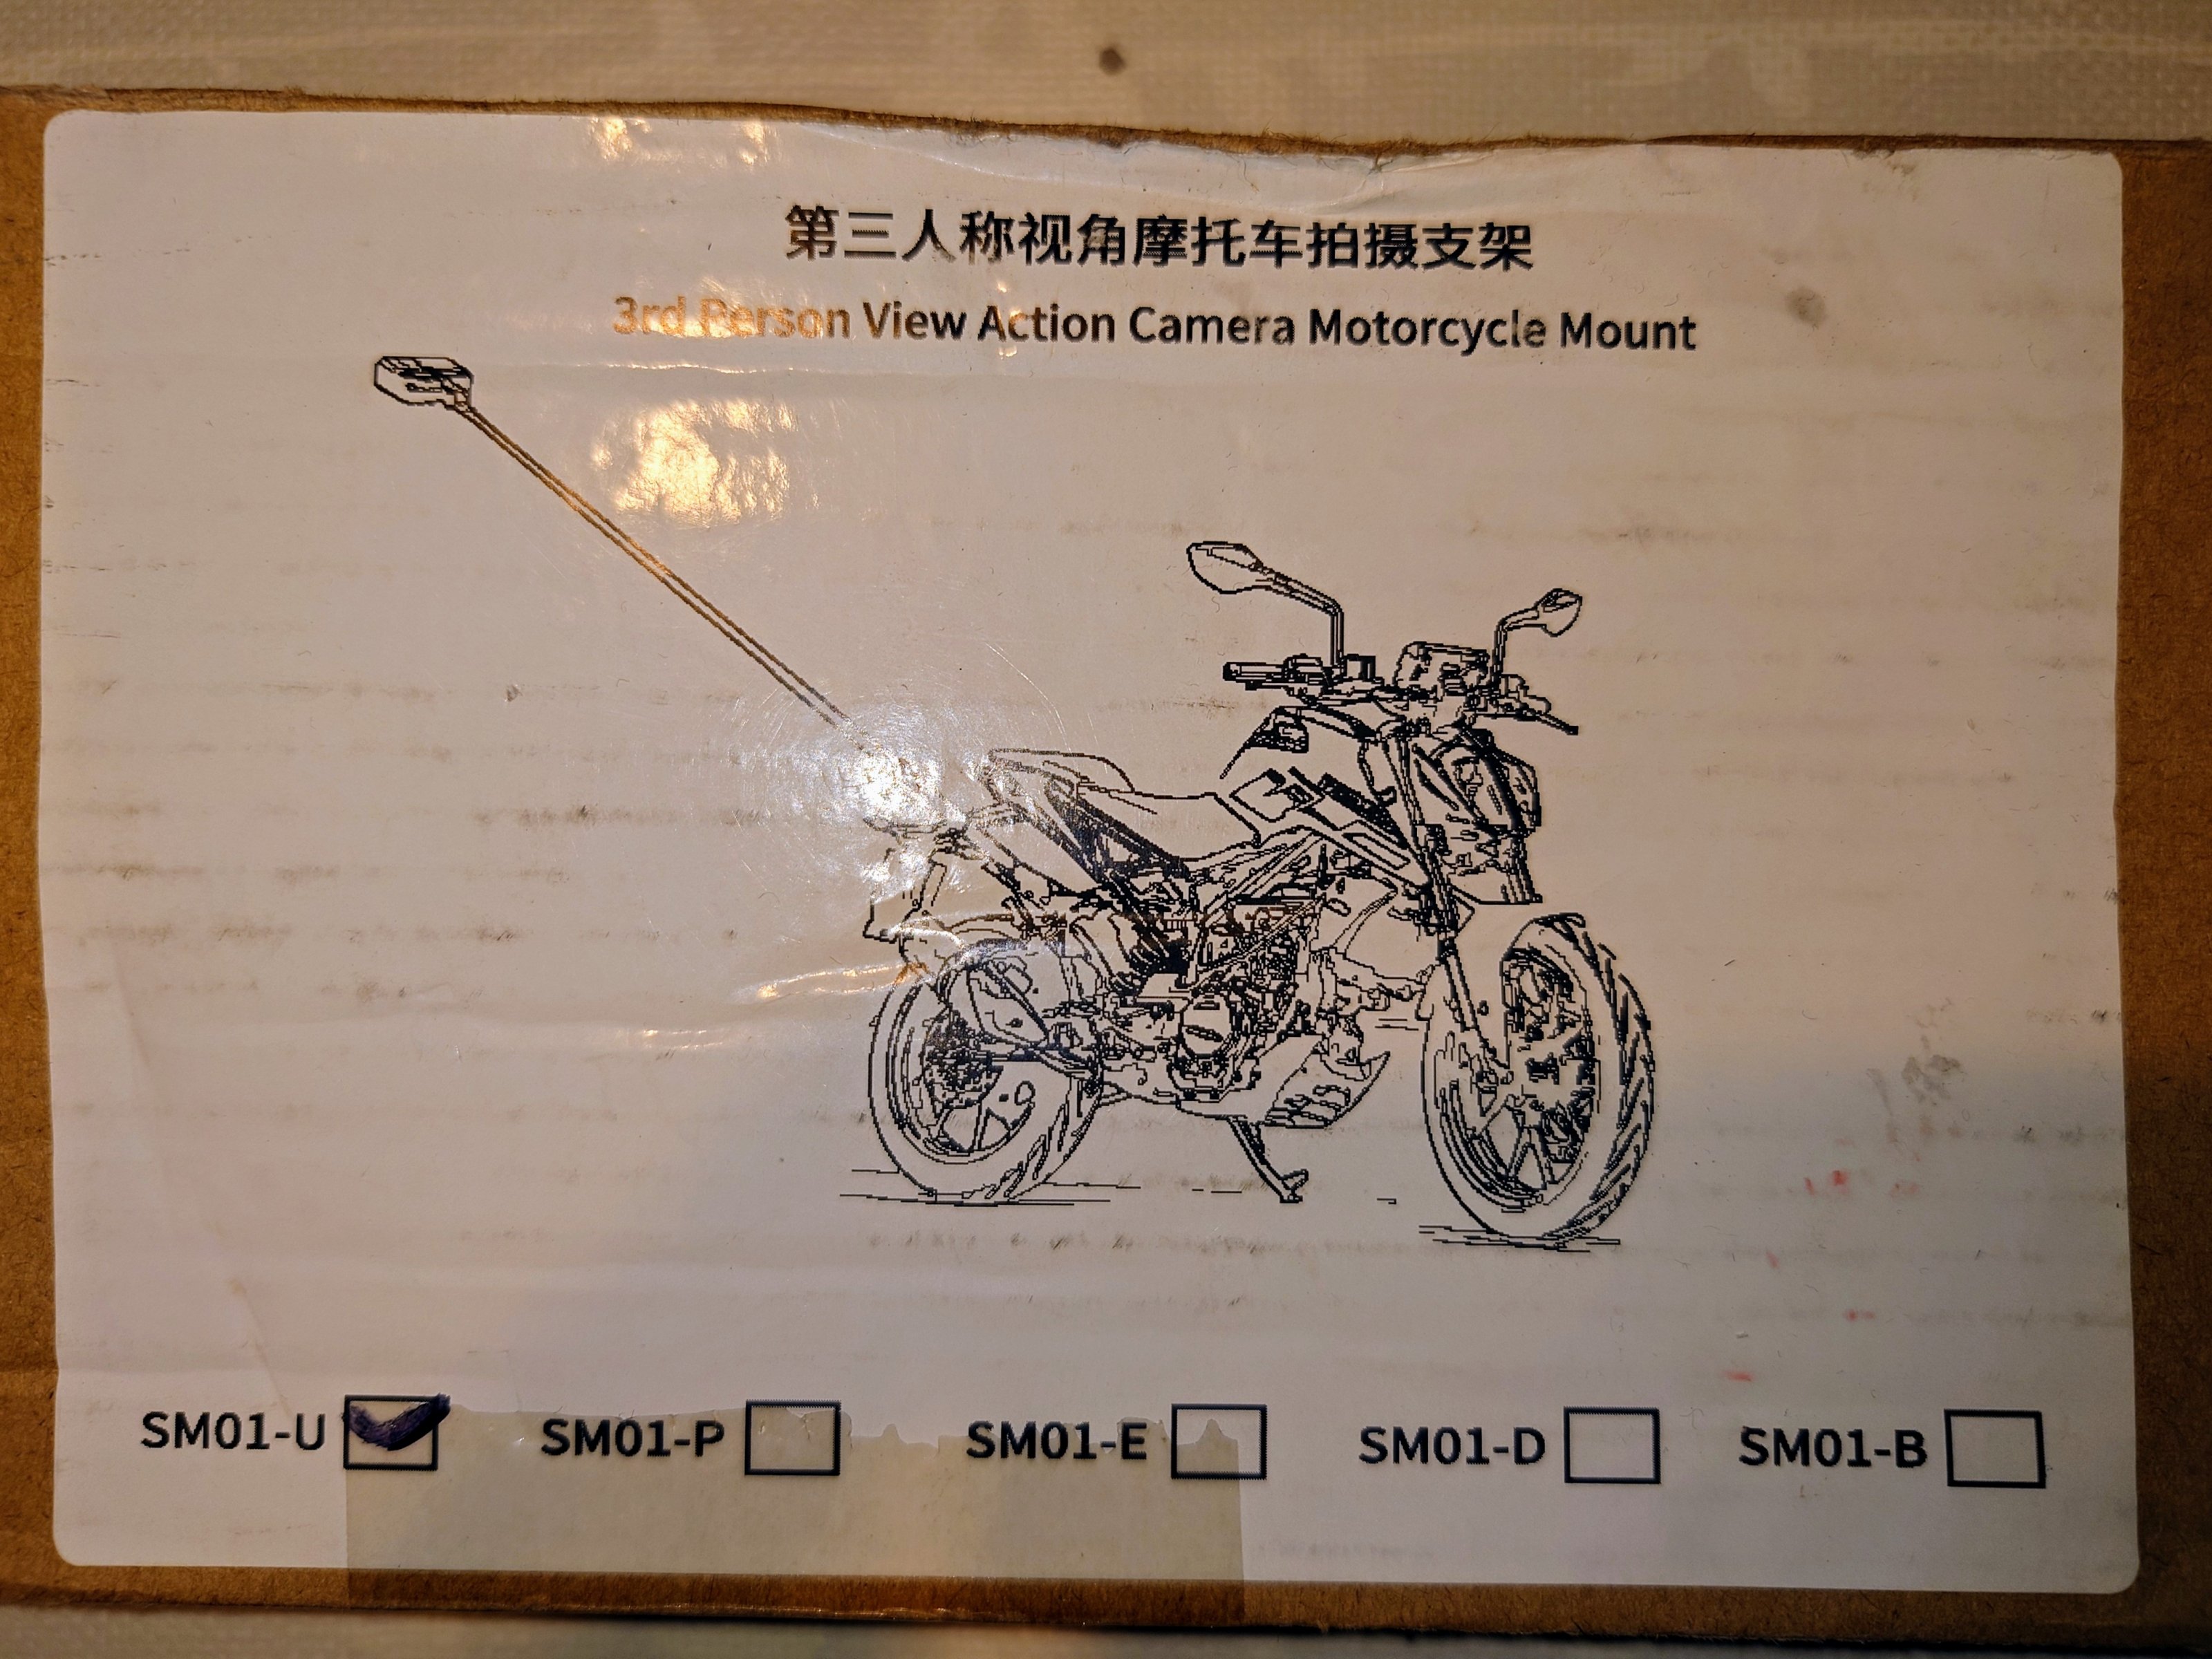 第三人称视角摩托车拍摄支架
3rd Person View Action Camera Motorcycle Mount
SM01-U SM01-P SM01-E SM01-D SM01-B